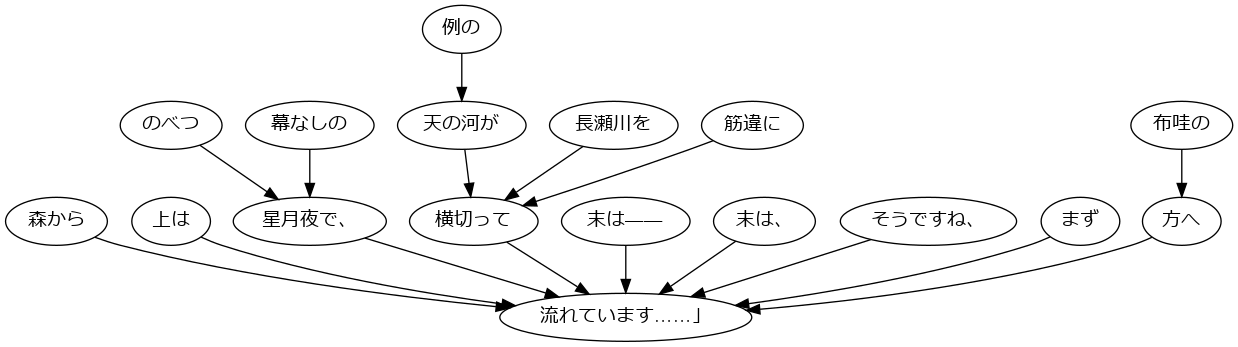 例の
のべつ
幕なしの
天の河が
長瀬川を
筋違に
布哇の
森から
上は
星月夜で、
横切って
末は——
末は、
そうですね、
まず
方へ
流れています……」